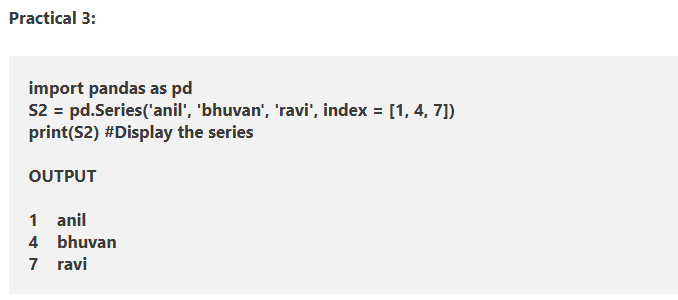 Practical 3:
import pandas as pd
S2 = pd.Series('anil', 'bhuvan', 'ravi', index = [1, 4, 7])
print(S2) #Display the series
OUTPUT
1 anil
4 bhuvan
7 ravi